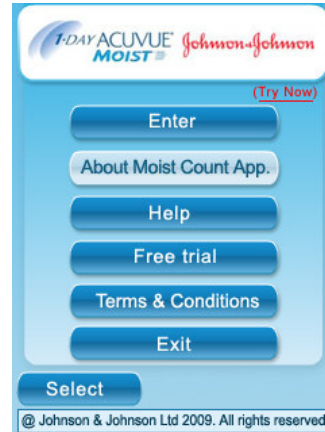 1·DAY ACUVUE® Johnson & Johnson
MOIST
(Try Now)
Enter
About Moist Count App.
Help
Free trial
Terms & Conditions
Exit
Select
@ Johnson & Johnson Ltd 2009. All rights reserved